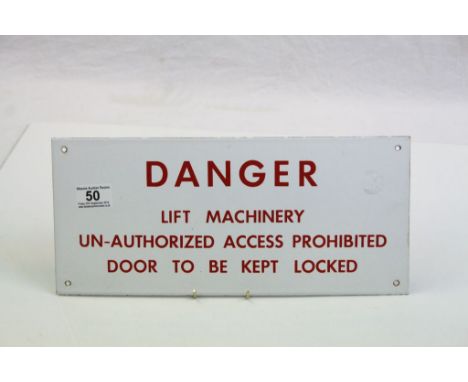 DANGER
LIFT MACHINERY
UN-AUTHORIZED ACCESS PROHIBITED
DOOR TO BE KEPT LOCKED
50